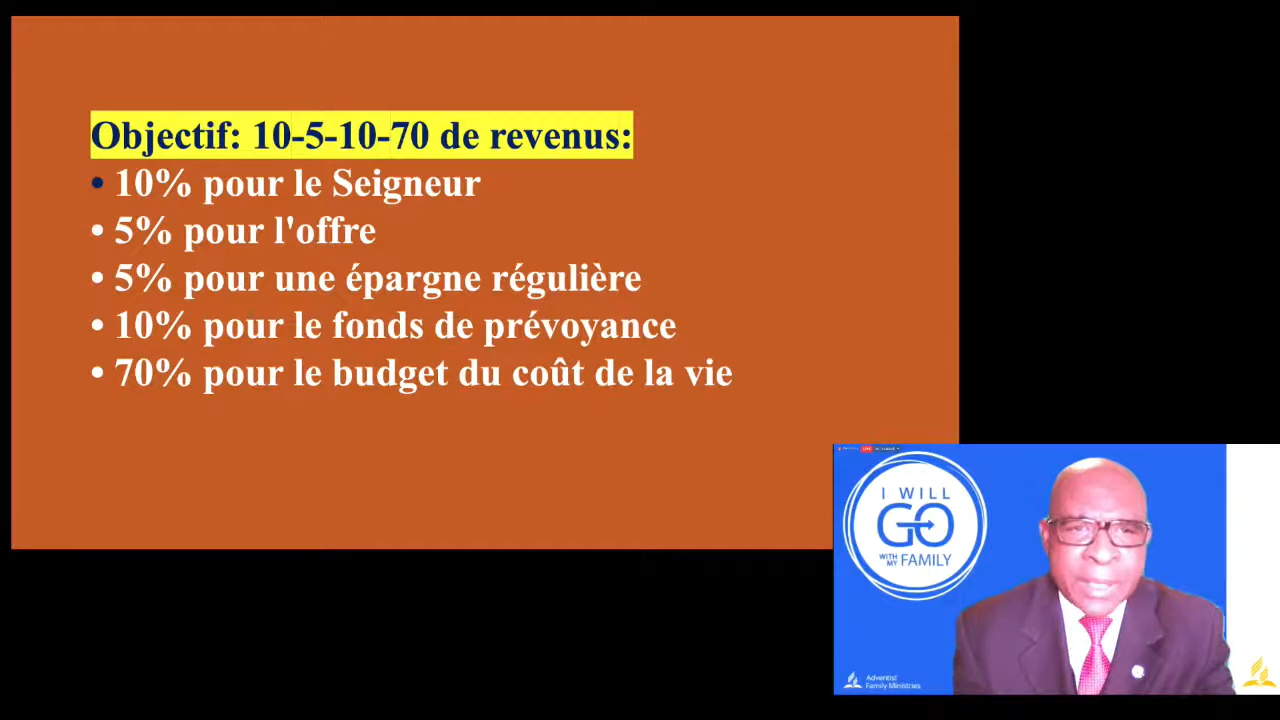 Objectif: 10-5-10-70 de revenus:
• 10% pour le Seigneur
• 5% pour l'offre
• 5% pour une épargne régulière
• 10% pour le fonds de prévoyance
• 70% pour le budget du coût de la vie
I WILL
GO
WITH MY FAMILY
Adventist
Family Ministries